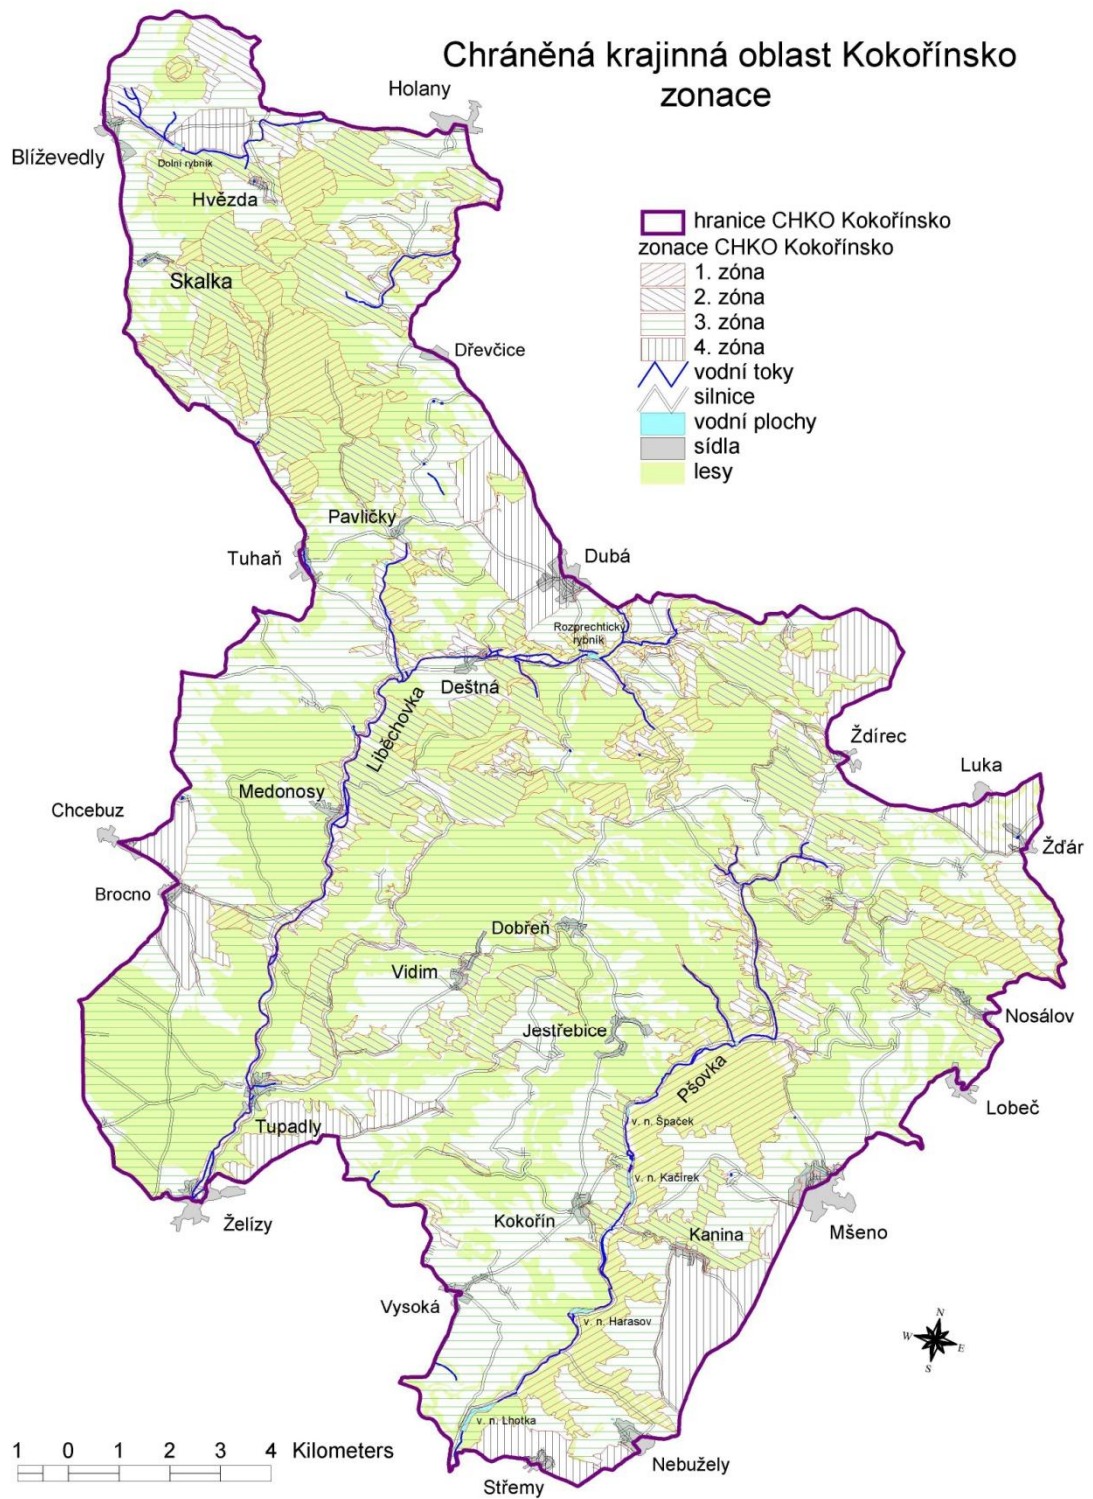 Chráněná krajinná oblast Kokořínsko
zonace
Holany
Blíževedly
Dolní rybník
Hvězda
Skalka
hranice CHKO Kokořínsko
zonace CHKO Kokořínsko
1. zóna
2. zóna
3. zóna
4. zóna
vodní toky
silnice
vodní plochy
sídla
lesy
Dřevčice
Pavličky
Tuhaň
Dubá
Rozprechtický
rybník
Deštná
Liběchovka
Ždírec
Luka
Medonosy
Chcebuz
Žďár
Brocno
Dobřeň
Vidim
Nosálov
Jestřebice
Pšovka
Lobeč
v. n. Špaček
Tupadly
v. n. Kačírek
Želízy
Kokořín
Kanina
Mšeno
Vysoká
v. n. Harasov
N
W
E
S
v. n. Lhotka
1 0 1 2 3 4 Kilometers
Nebužely
Střemy